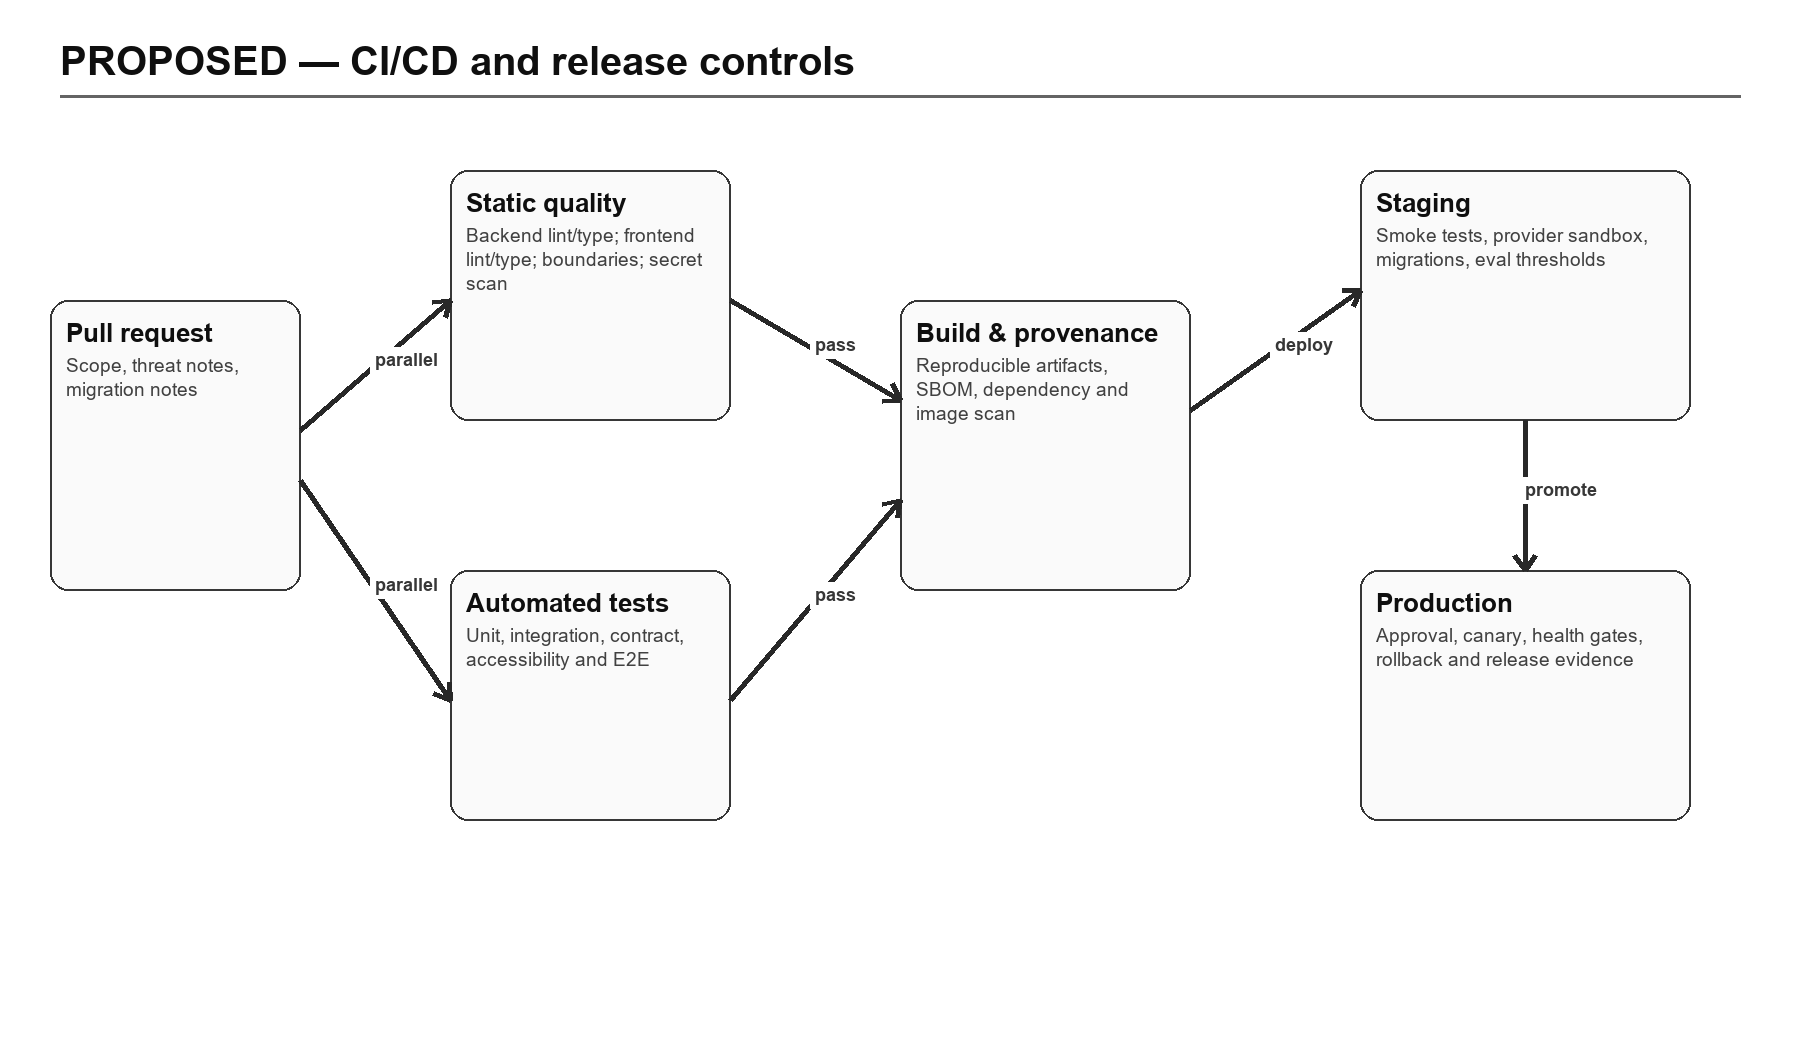 PROPOSED — CI/CD and release controls
Pull request
Scope, threat notes,
migration notes
parallel
parallel
Static quality
Backend lint/type; frontend
lint/type; boundaries; secret
scan
Automated tests
Unit, integration, contract,
accessibility and E2E
pass
pass
Build & provenance
Reproducible artifacts,
SBOM, dependency and
image scan
deploy
Staging
Smoke tests, provider sandbox,
migrations, eval thresholds
promote
Production
Approval, canary, health gates,
rollback and release evidence